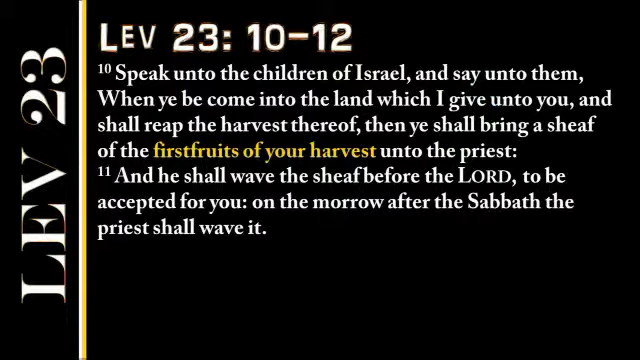 LEV 23
LEV 23: 10-12
10 Speak unto the children of Israel, and say unto them,
When ye be come into the land which I give unto you, and
shall reap the harvest thereof, then ye shall bring a sheaf
of the firstfruits of your harvest unto the priest:
11 And he shall wave the sheaf before the LORD, to be
accepted for you: on the morrow after the Sabbath the
priest shall wave it.